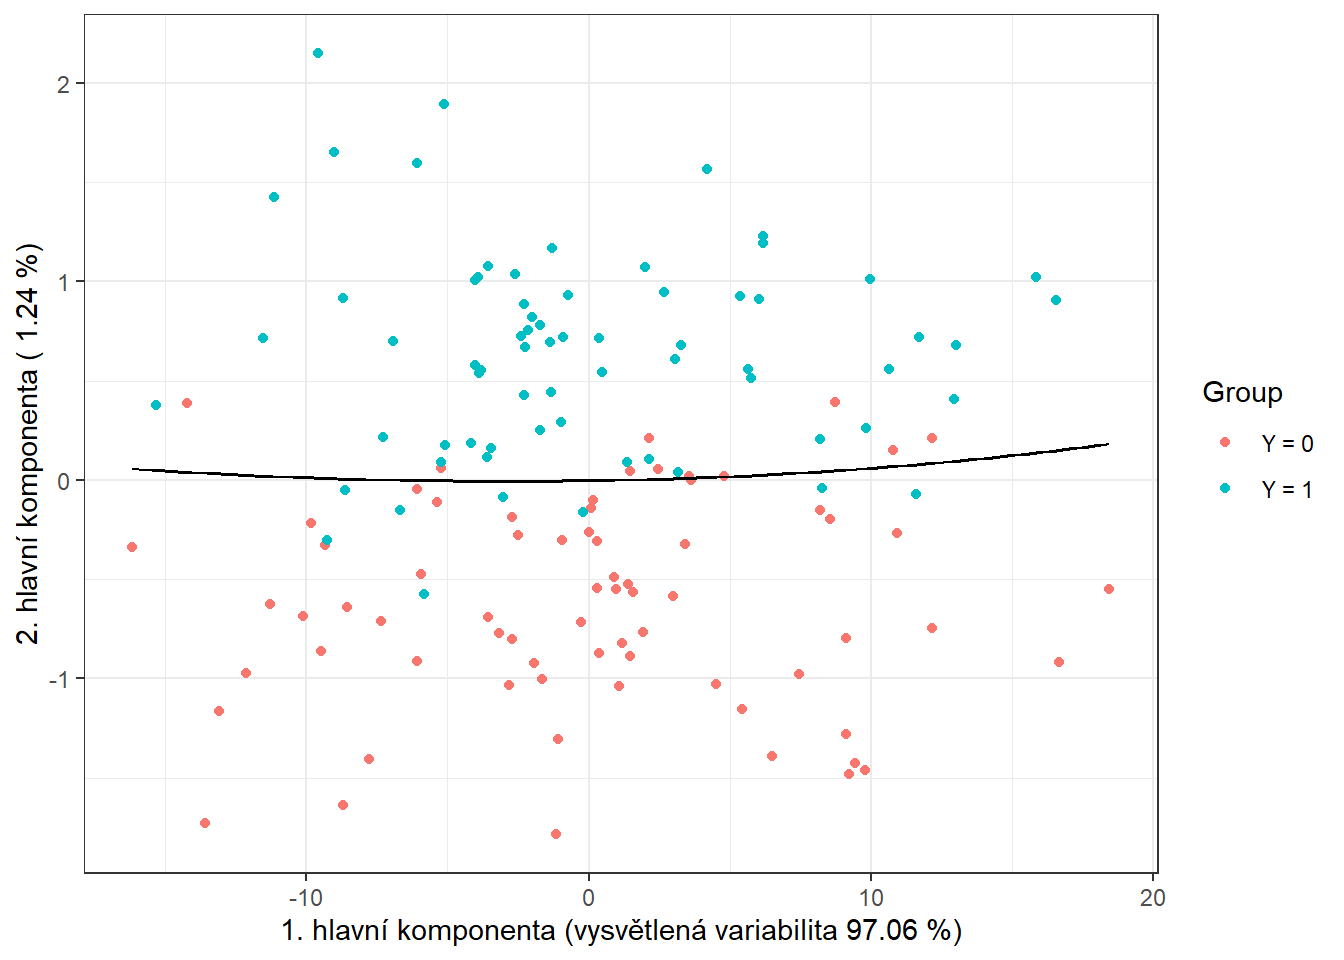 2. hlavní komponenta ( 1.24 %)
2
1
0
-1
-10
0
10
20
1. hlavní komponenta (vysvětlená variabilita 97.06 %)
Group
Y = 0
Y = 1